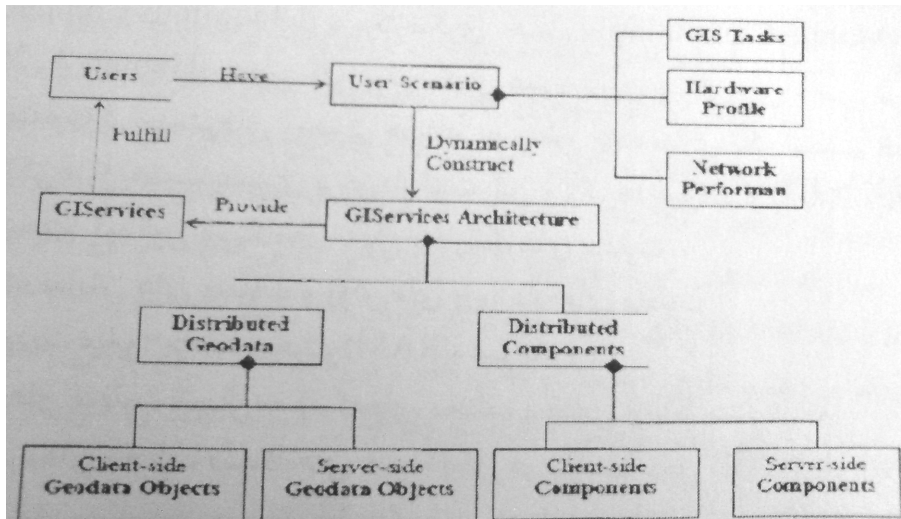 GIS Tasks
Users
Have
User Scenario
Hardware
Profile
Fulfill
Dynamically
Construct
Network
Performan
GIServices
Provide
GIServices Architecture
Distributed
Geodata
Distributed
Components
Client-side
Geodata Objects
Server-side
Geodata Objects
Client-side
Components
Server-side
Components